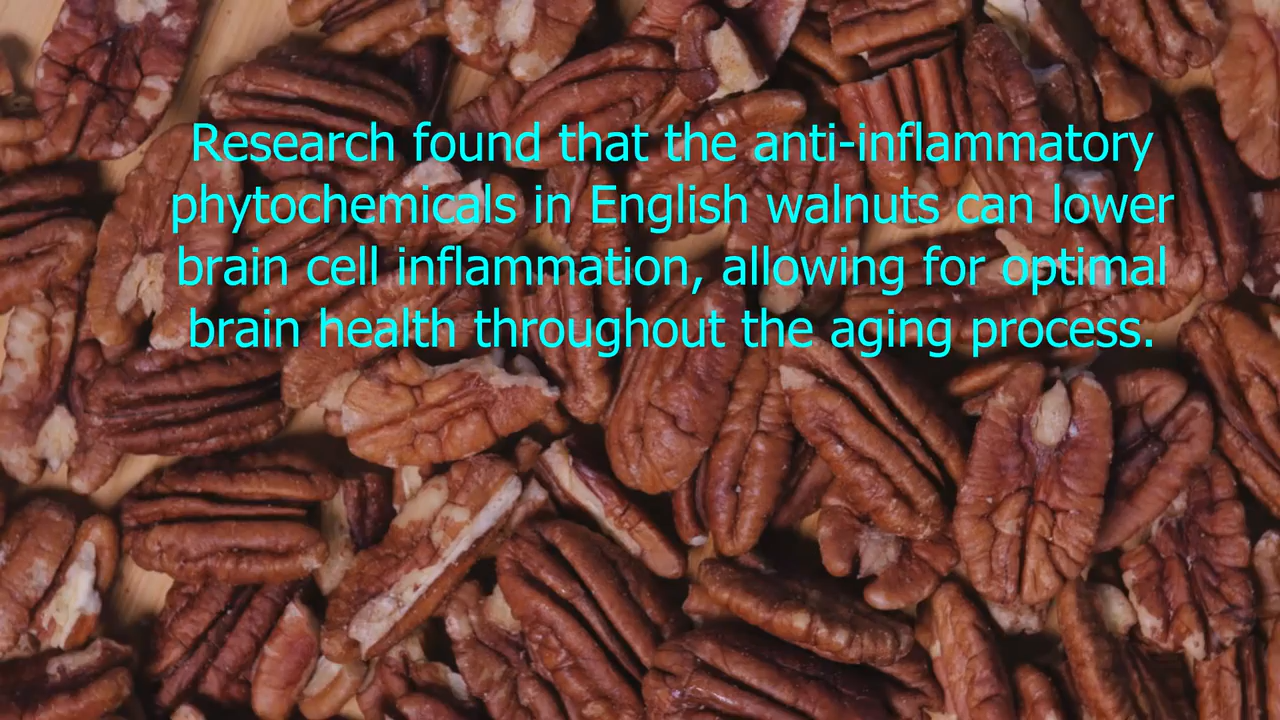 Research found that the anti-inflammatory
phytochemicals in English walnuts can lower
brain cell inflammation, allowing for optimal
brain health throughout the aging process.